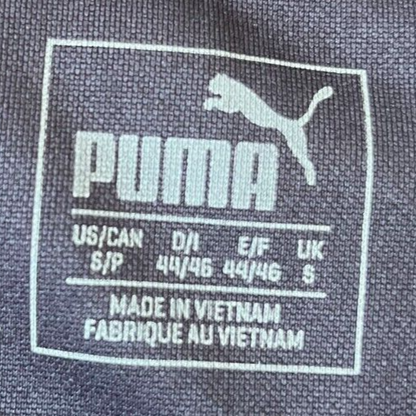 PUMA
US/CAN D/I E/F UK
S/P 44/46 44/46 S
MADE IN VIETNAM
FABRIQUE AU VIETNAM